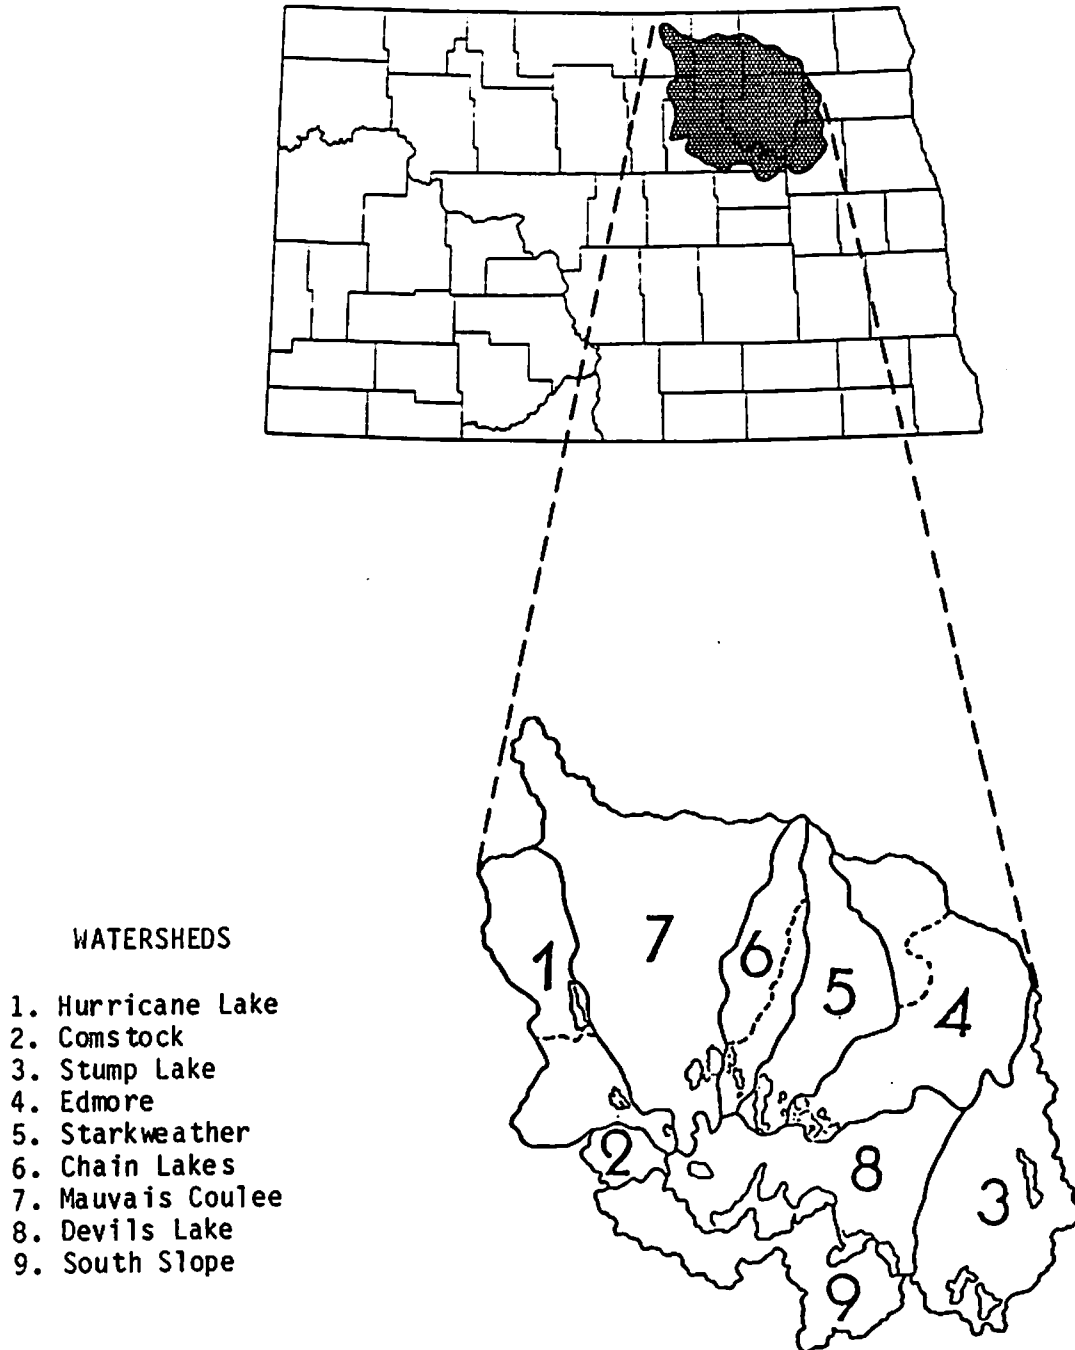 7
6
1
5
4
2
8
3
9
WATERSHEDS
1. Hurricane Lake
2. Comstock
3. Stump Lake
4. Edmore
5. Starkweather
6. Chain Lakes
7. Mauvais Coulee
8. Devils Lake
9. South Slope